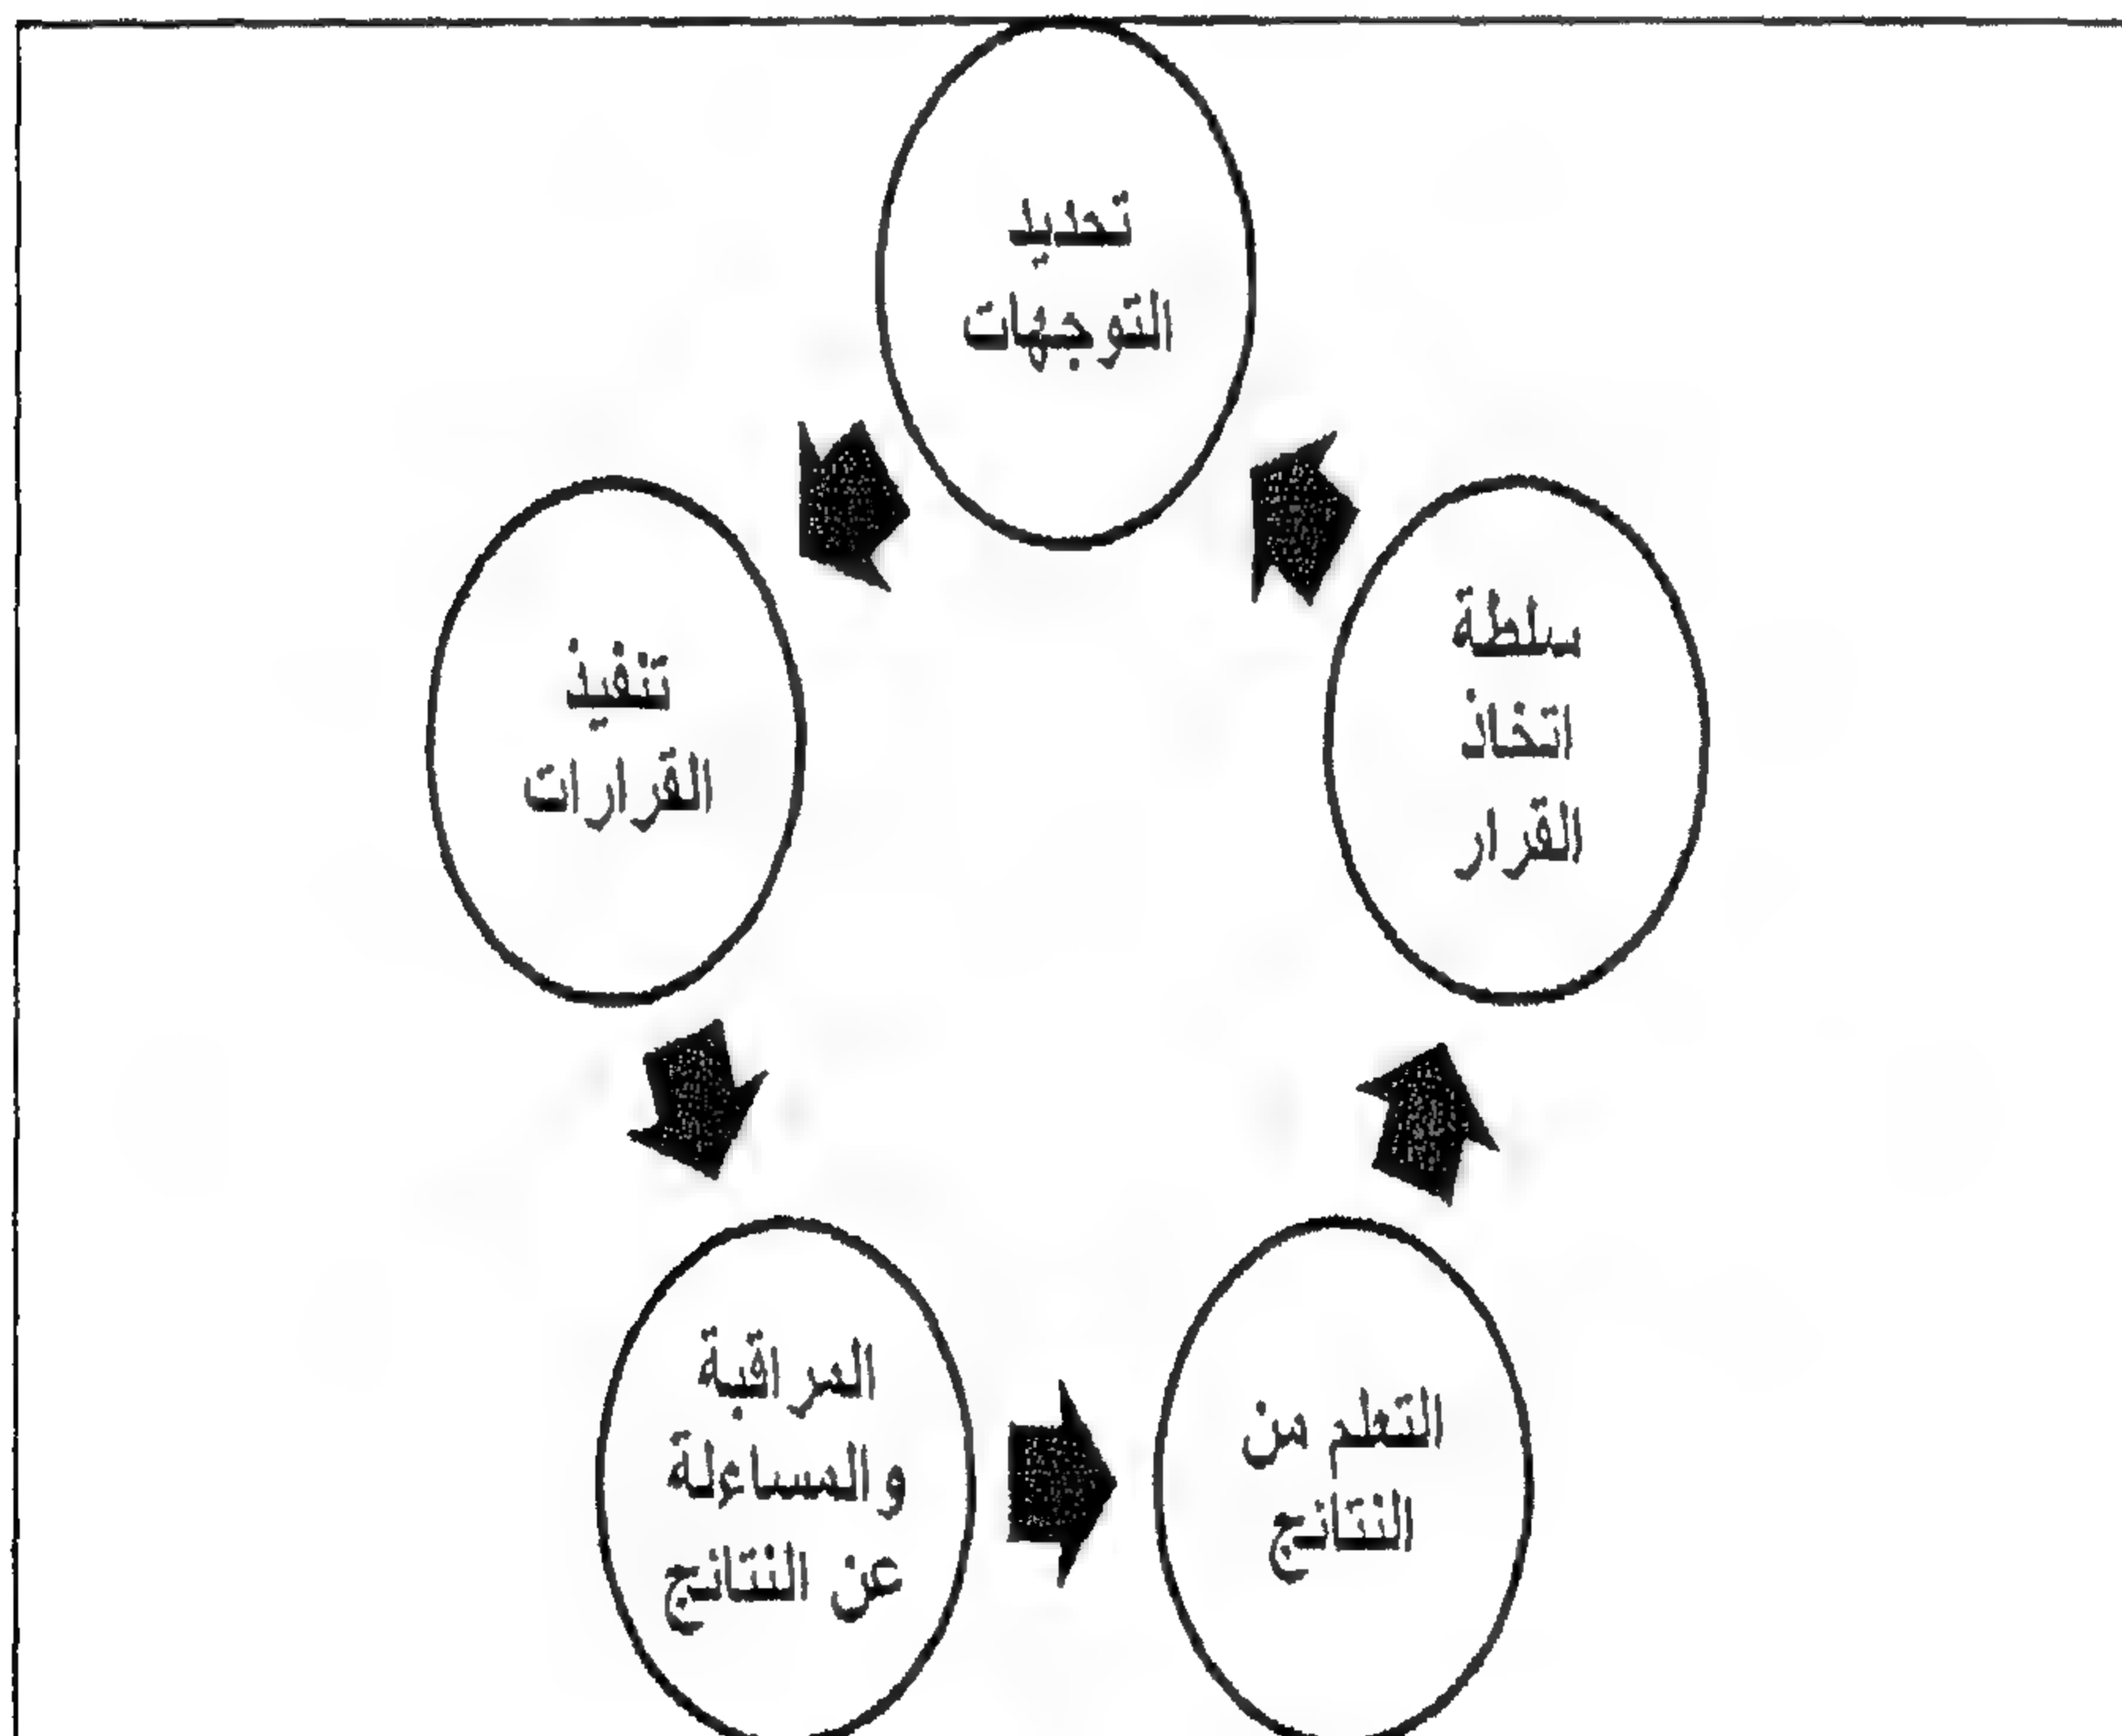 تحديد
التوجهات
سلطة
اتخاذ
القرار
تنفيذ
القرارات
التعلم من
النتائج
المراقبة
والمساءلة
عن النتائج